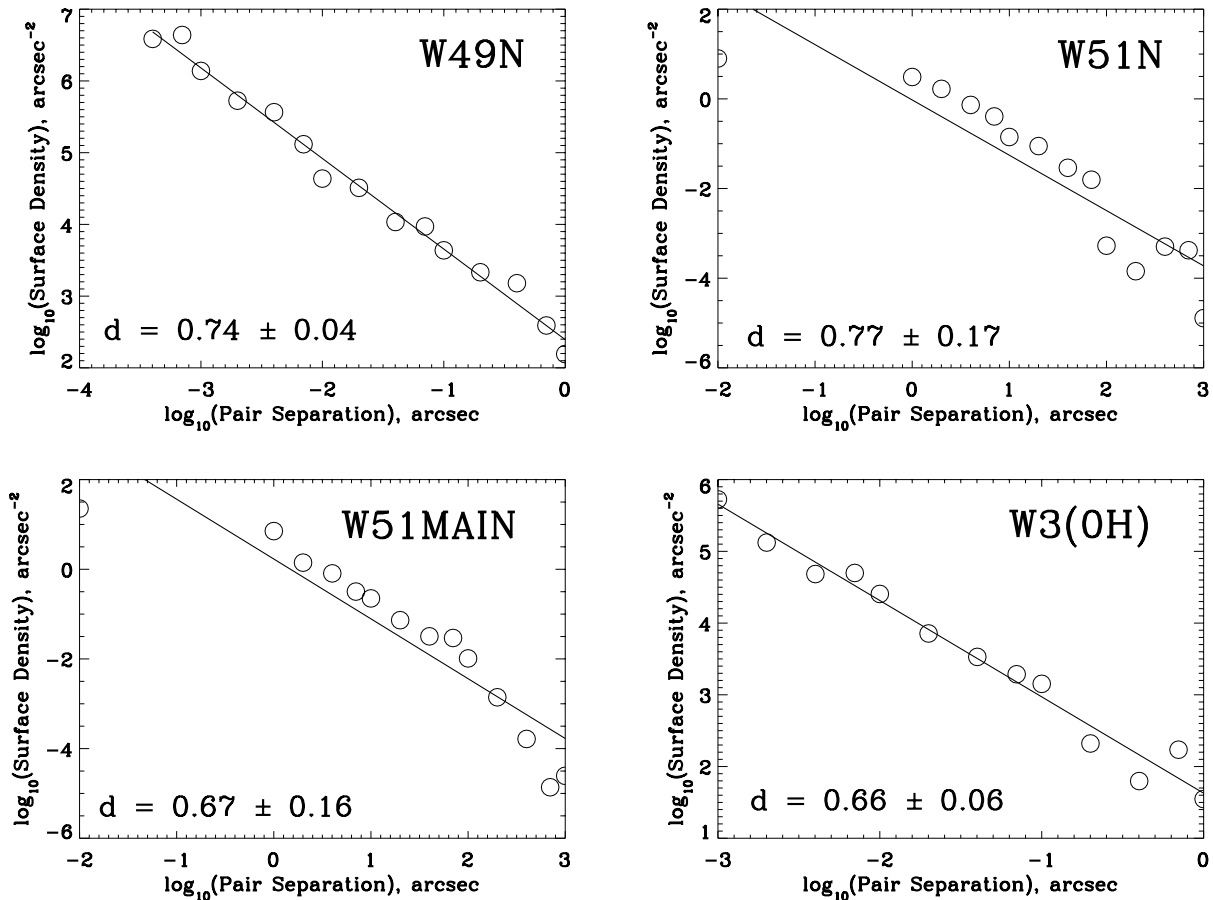 7
6
5
4
3
2
−4
−3
−2
−1
0
log10(Surface Density), arcsec−2
log10(Pair Separation), arcsec
W49N
d = 0.74 ± 0.04
2
0
−2
−4
−6
−2
−1
0
1
2
3
log10(Surface Density), arcsec−2
log10(Pair Separation), arcsec
W51N
d = 0.77 ± 0.17
2
0
−2
−4
−6
−2
−1
0
1
2
3
log10(Surface Density), arcsec−2
log10(Pair Separation), arcsec
W51MAIN
d = 0.67 ± 0.16
6
5
4
3
2
1
−3
−2
−1
0
log10(Surface Density), arcsec−2
log10(Pair Separation), arcsec
W3(OH)
d = 0.66 ± 0.06